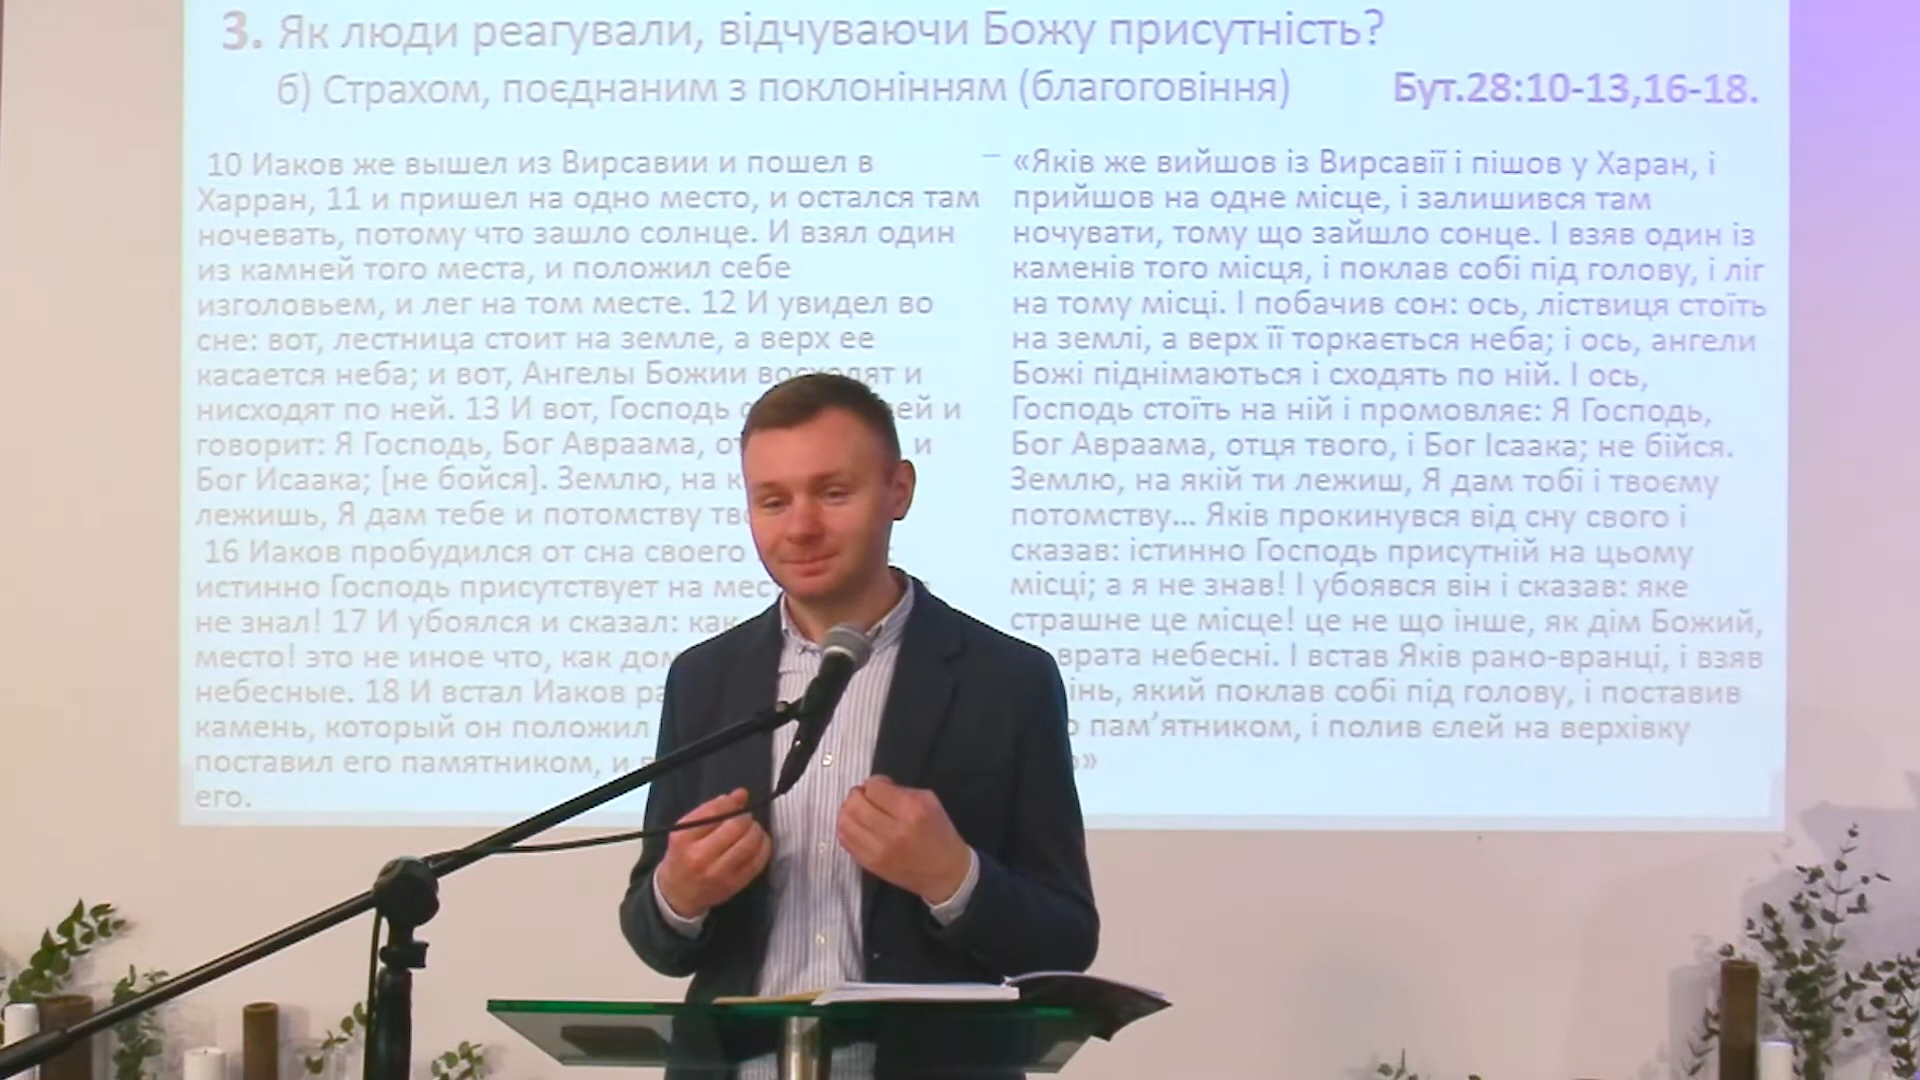 3. Як люди реагували, відчуваючи Божу присутність?
б) Страхом, поєднаним з поклонінням (благоговіння) Бут.28:10-13,16-18.
10 Иаков же вышел из Вирсавии и пошел в
Харран, 11 и пришел на одно место, и остался там
ночевать, потому что зашло солнце. И взял один
из камней того места, и положил себе
изголовьем, и лег на том месте. 12 И увидел во
сне: вот, лестница стоит на земле, а верх ее
касается неба; и вот, Ангелы Божии восходят и
нисходят по ней. 13 И вот, Господь ней и
говорит: Я Господь, Бог Авраама, и
Бог Исаака; [не бойся]. Землю, на
лежишь, Я дам тебе и потомству
16 Иаков пробудился от сна своего
истинно Господь присутствует на
не знал! 17 И убоялся и сказал:
место! это не иное что, как
небесные. 18 И встал Иаков
камень, который он положил
поставил его памятником, и
его.
– «Яків же вийшов із Вирсавії і пішов у Харан, і
прийшов на одне місце, і залишився там
ночувати, тому що зайшло сонце. І взяв один із
каменів того місця, і поклав собі під голову, і ліг
на тому місці. І побачив сон: ось, ліствиця стоїть
на землі, а верх її торкається неба; і ось, ангели
Божі піднімаються і сходять по ній. І ось,
Господь стоїть на ній і промовляє: Я Господь,
Бог Авраама, отця твого, і Бог Ісаака; не бійся.
Землю, на якій ти лежиш, Я дам тобі і твоєму
потомству... Яків прокинувся від сну свого і
сказав: істинно Господь присутній на цьому
місці; а я не знав! І убоявся він і сказав: яке
страшне це місце! це не що інше, як дім Божий,
врата небесні. І встав Яків рано-вранці, і взяв
який поклав собі під голову, і поставив
пам’ятником, і полив єлей на верхівку